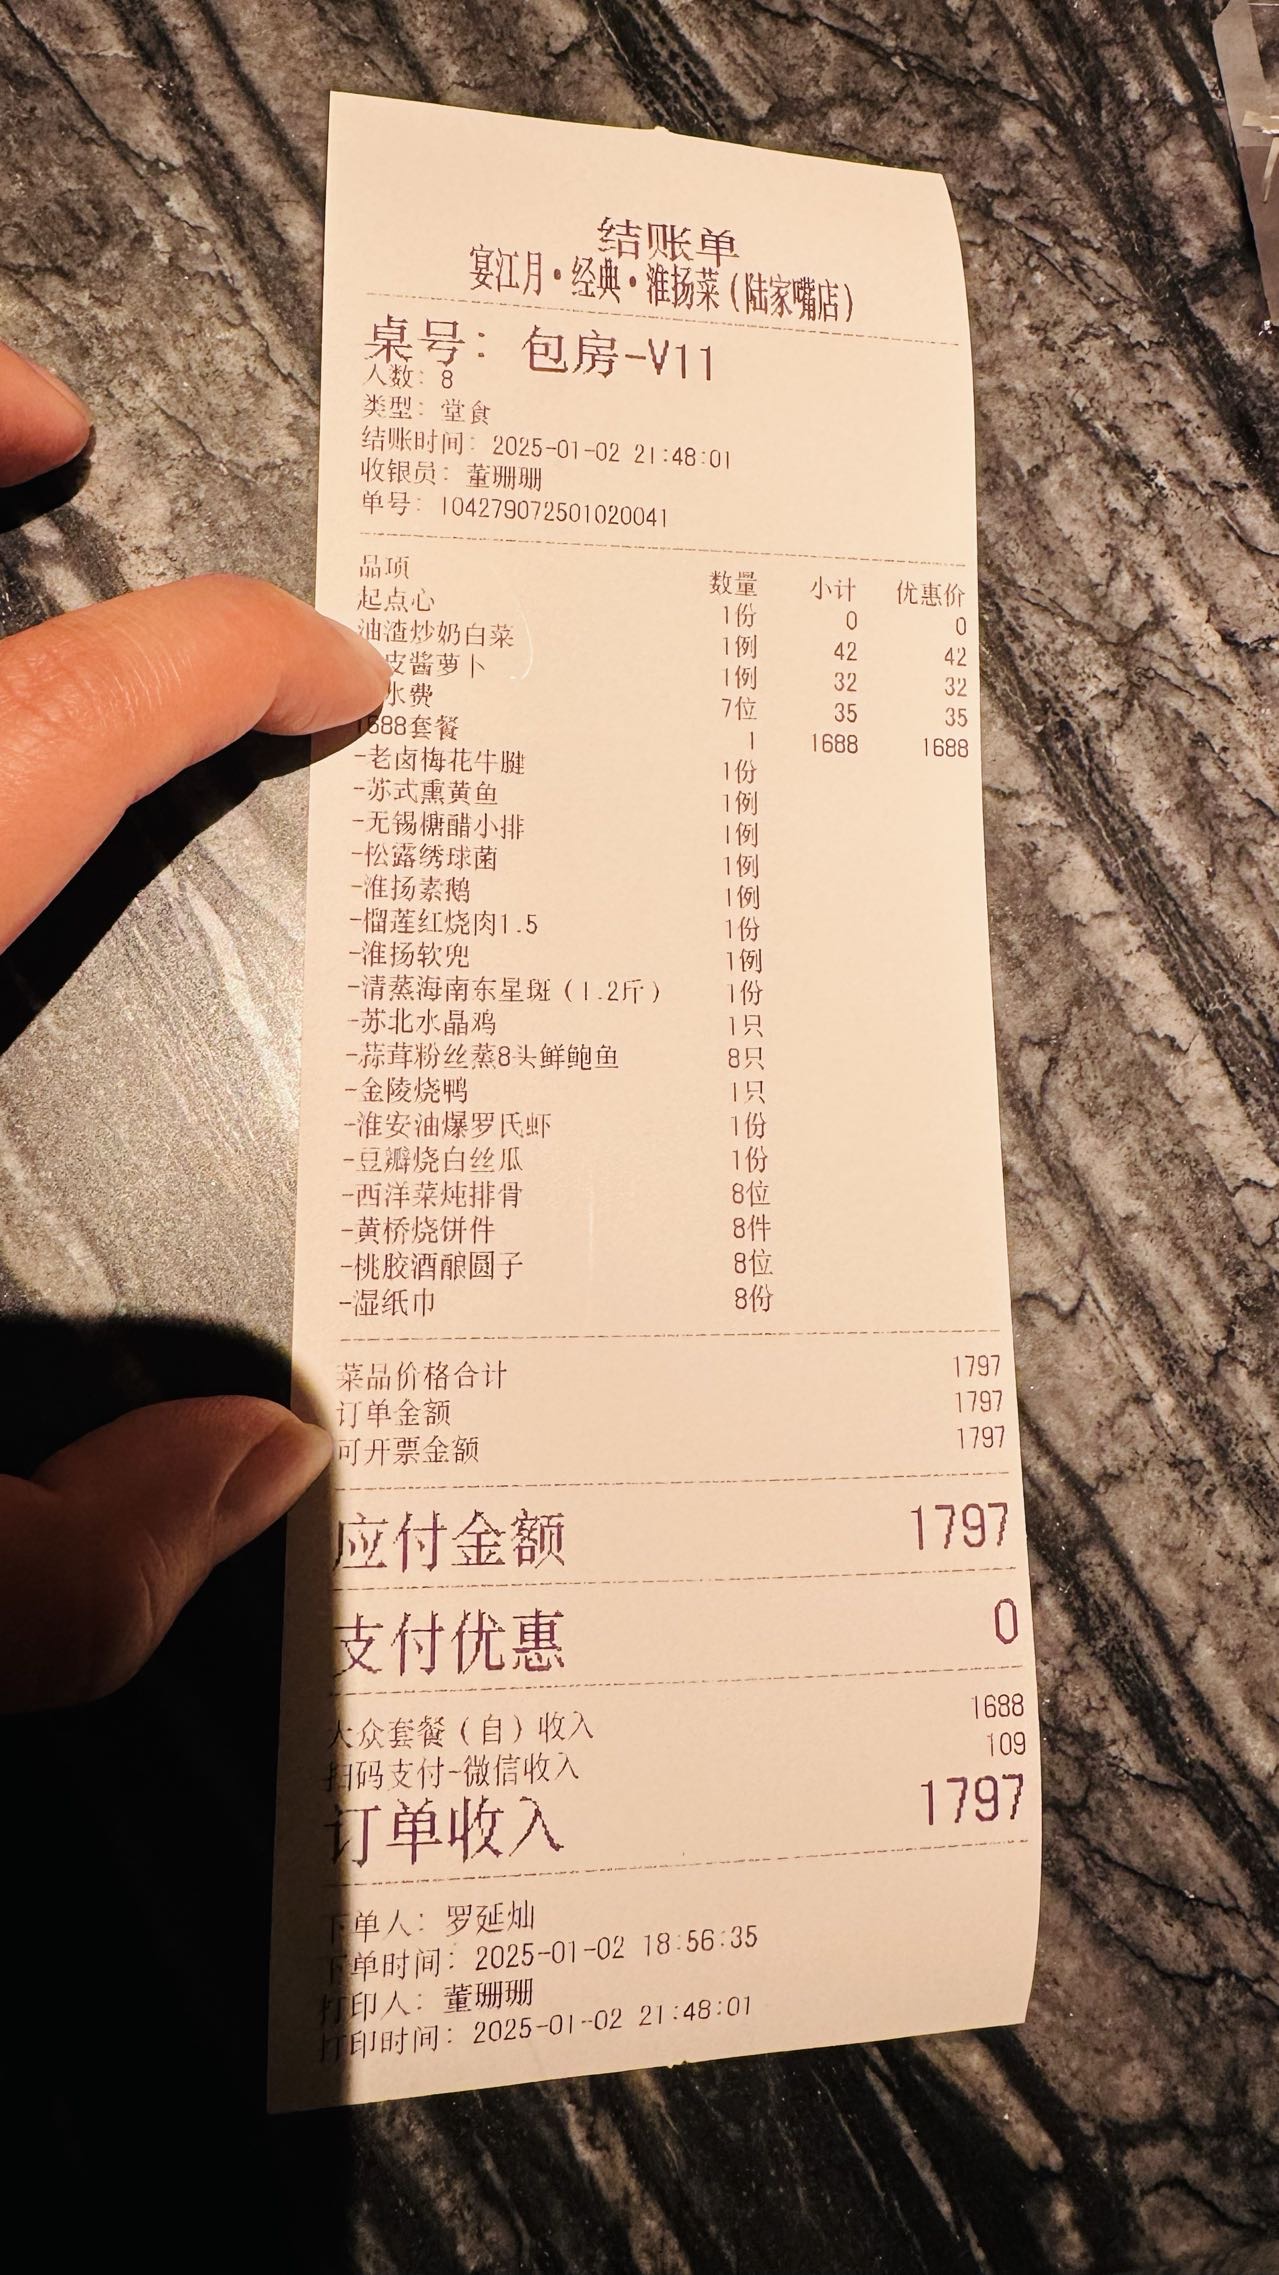 结账单
宴江月·经典·淮扬菜(陆家嘴店)
桌号: 包房-V11
人数: 8
类型: 堂食
结账时间: 2025-01-02 21:48:01
收银员: 董珊珊
单号: 104279072501020041
品项 数量 小计 优惠价
起点心 1份 0 0
油渣炒奶白菜 1例 42 42
皮酱萝卜 1例 32 32
水费 7位 35 35
1688套餐 1 1688 1688
-老卤梅花牛腱 1份
-苏式熏黄鱼 1例
-无锡糖醋小排 1例
-松露绣球菌 1例
-淮扬素鹅 1例
-榴莲红烧肉1.5 1份
-淮扬软兜 1例
-清蒸海南东星斑(1.2斤) 1份
-苏北水晶鸡 1只
-蒜茸粉丝蒸8头鲜鲍鱼 8只
-金陵烧鸭 1只
-淮安油爆罗氏虾 1份
-豆瓣烧白丝瓜 1份
-西洋菜炖排骨 8位
-黄桥烧饼件 8件
-桃胶酒酿圆子 8位
-湿纸巾 8份
菜品价格合计 1797
订单金额 1797
可开票金额 1797
应付金额 1797
支付优惠 0
大众套餐(自)收入 1688
扫码支付-微信收入 109
订单收入 1797
下单人: 罗延灿
下单时间: 2025-01-02 18:56:35
打印人: 董珊珊
打印时间: 2025-01-02 21:48:01